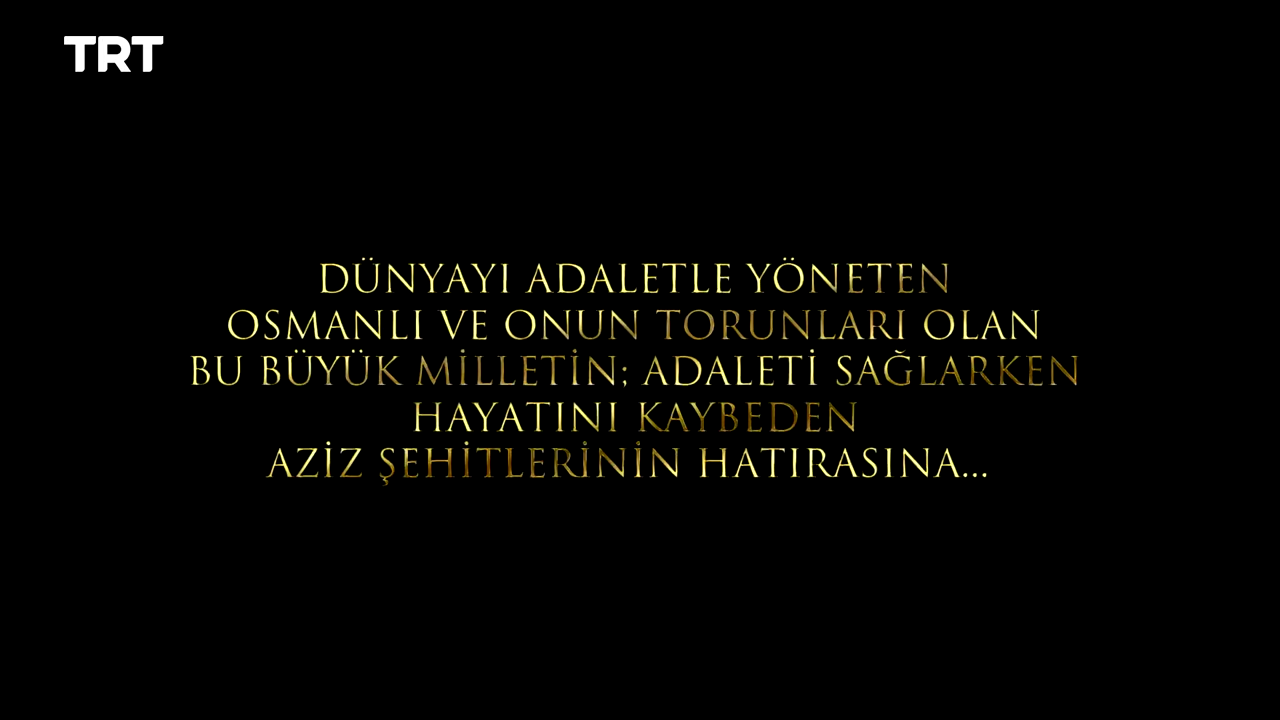 TRT
DÜNYAYI ADALETLE YÖNETEN
OSMANLI VE ONUN TORUNLARI OLAN
BU BÜYÜK MİLLETİN; ADALETİ SAĞLARKEN
HAYATINI KAYBEDEN
AZİZ ŞEHİTLERİNİN HATIRASINA...